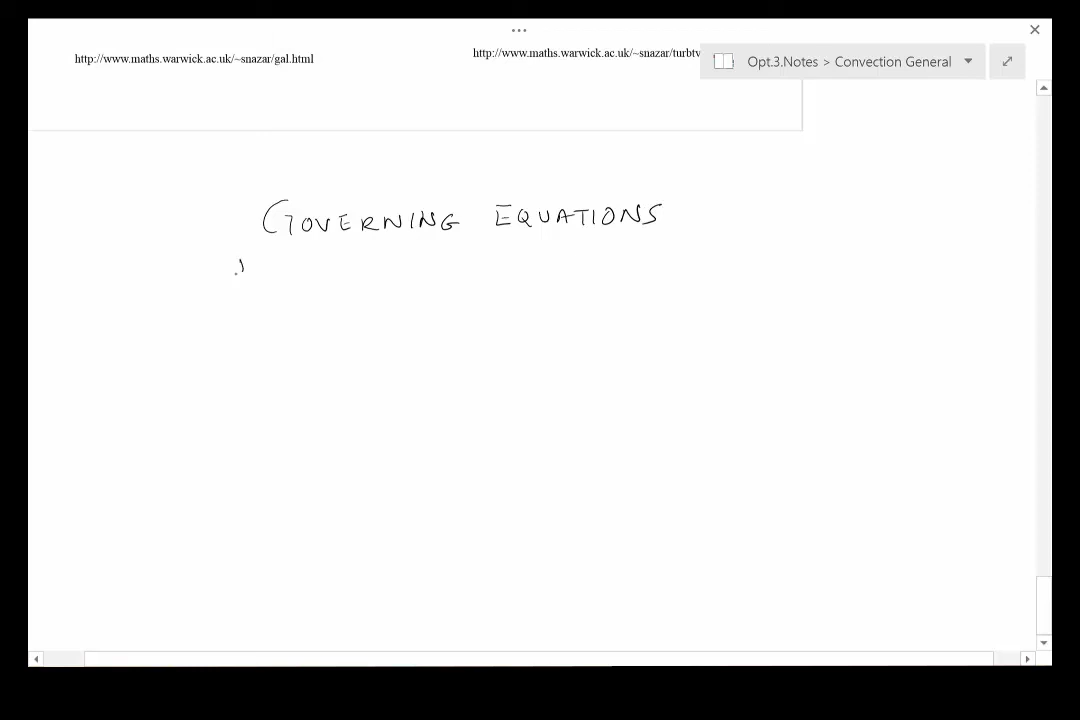 http://www.maths.warwick.ac.uk/~snazar/gal.html
http://www.maths.warwick.ac.uk/~snazar/turbtv
Opt.3.Notes > Convection General
GOVERNING EQUATIONS